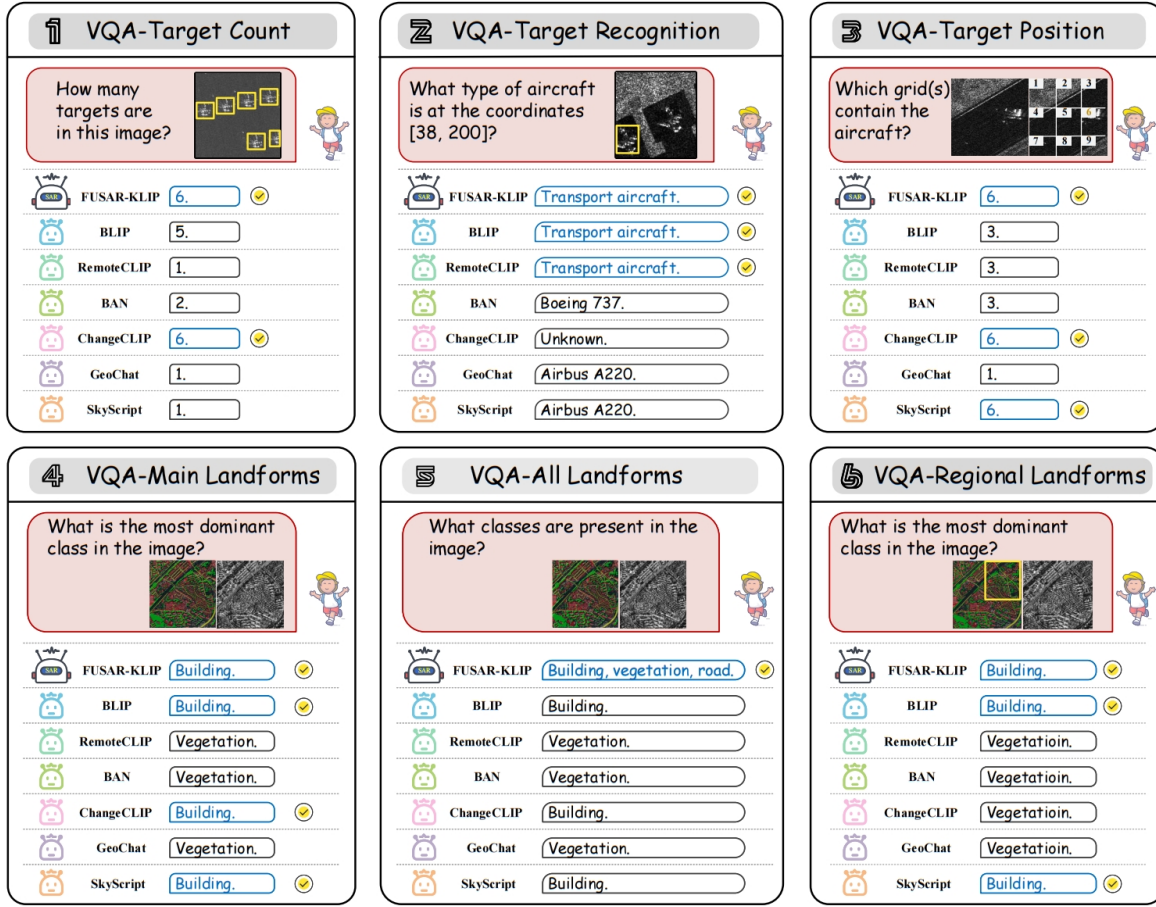 1 VQA-Target Count
How many
targets are
in this image?
SAR FUSAR-KLIP 6.
BLIP 5.
RemoteCLIP 1.
BAN 2.
ChangeCLIP 6.
GeoChat 1.
SkyScript 1.
2 VQA-Target Recognition
What type of aircraft
is at the coordinates
[38, 200]?
SAR FUSAR-KLIP Transport aircraft.
BLIP Transport aircraft.
RemoteCLIP Transport aircraft.
BAN Boeing 737.
ChangeCLIP Unknown.
GeoChat Airbus A220.
SkyScript Airbus A220.
3 VQA-Target Position
Which grid(s)
contain the
aircraft?
1 2 3
4 5 6
7 8 9
SAR FUSAR-KLIP 6.
BLIP 3.
RemoteCLIP 3.
BAN 3.
ChangeCLIP 6.
GeoChat 1.
SkyScript 6.
4 VQA-Main Landforms
What is the most dominant
class in the image?
SAR FUSAR-KLIP Building.
BLIP Building.
RemoteCLIP Vegetation.
BAN Vegetation.
ChangeCLIP Building.
GeoChat Vegetation.
SkyScript Building.
5 VQA-All Landforms
What classes are present in the
image?
SAR FUSAR-KLIP Building, vegetation, road.
BLIP Building.
RemoteCLIP Vegetation.
BAN Vegetation.
ChangeCLIP Building.
GeoChat Vegetation.
SkyScript Building.
6 VQA-Regional Landforms
What is the most dominant
class in the image?
SAR FUSAR-KLIP Building.
BLIP Building.
RemoteCLIP Vegetatioin.
BAN Vegetatioin.
ChangeCLIP Vegetatioin.
GeoChat Vegetatioin.
SkyScript Building.